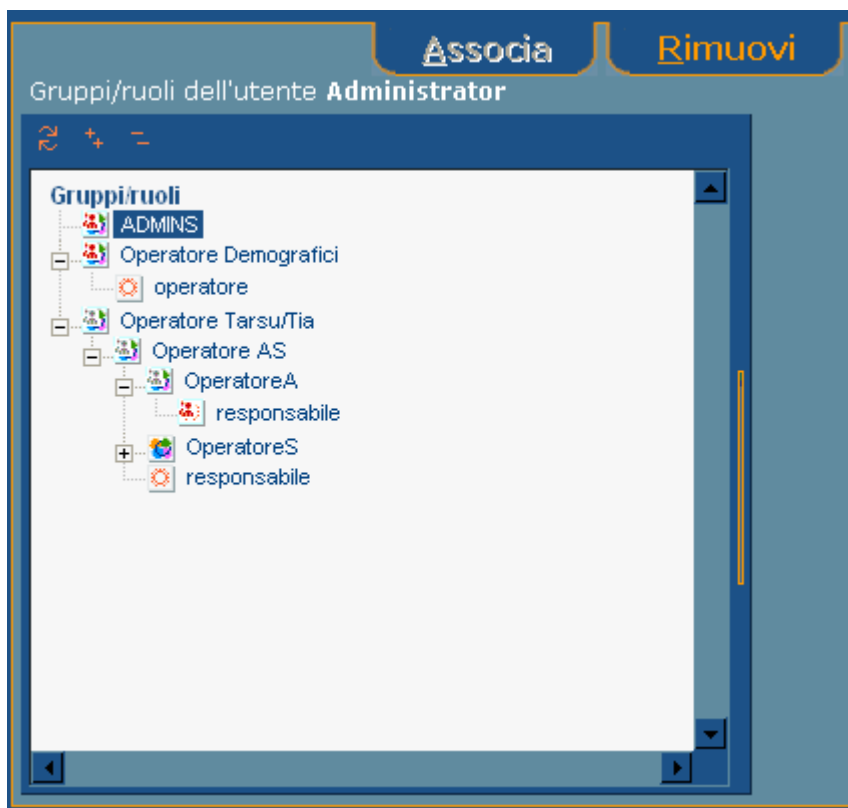 Associa
Rimuovi
Gruppi/ruoli dell'utente Administrator
Gruppi/ruoli
ADMINS
Operatore Demografici
operatore
Operatore Tarsu/Tia
Operatore AS
OperatoreA
responsabile
OperatoreS
responsabile